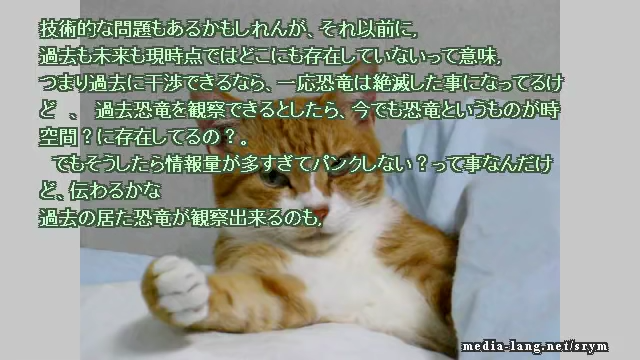 技術的な問題もあるかもしれんが、それ以前に,
過去も未来も現時点ではどこにも存在していないって意味,
つまり過去に干渉できるなら、一応恐竜は絶滅した事になってるけ
ど 、 過去恐竜を観察できるとしたら、今でも恐竜というものが時
空間？に存在してるの？。
でもそうしたら情報量が多すぎてパンクしない？って事なんだけ
ど、伝わるかな
過去の居た恐竜が観察出来るのも,
media-lang.net/srym